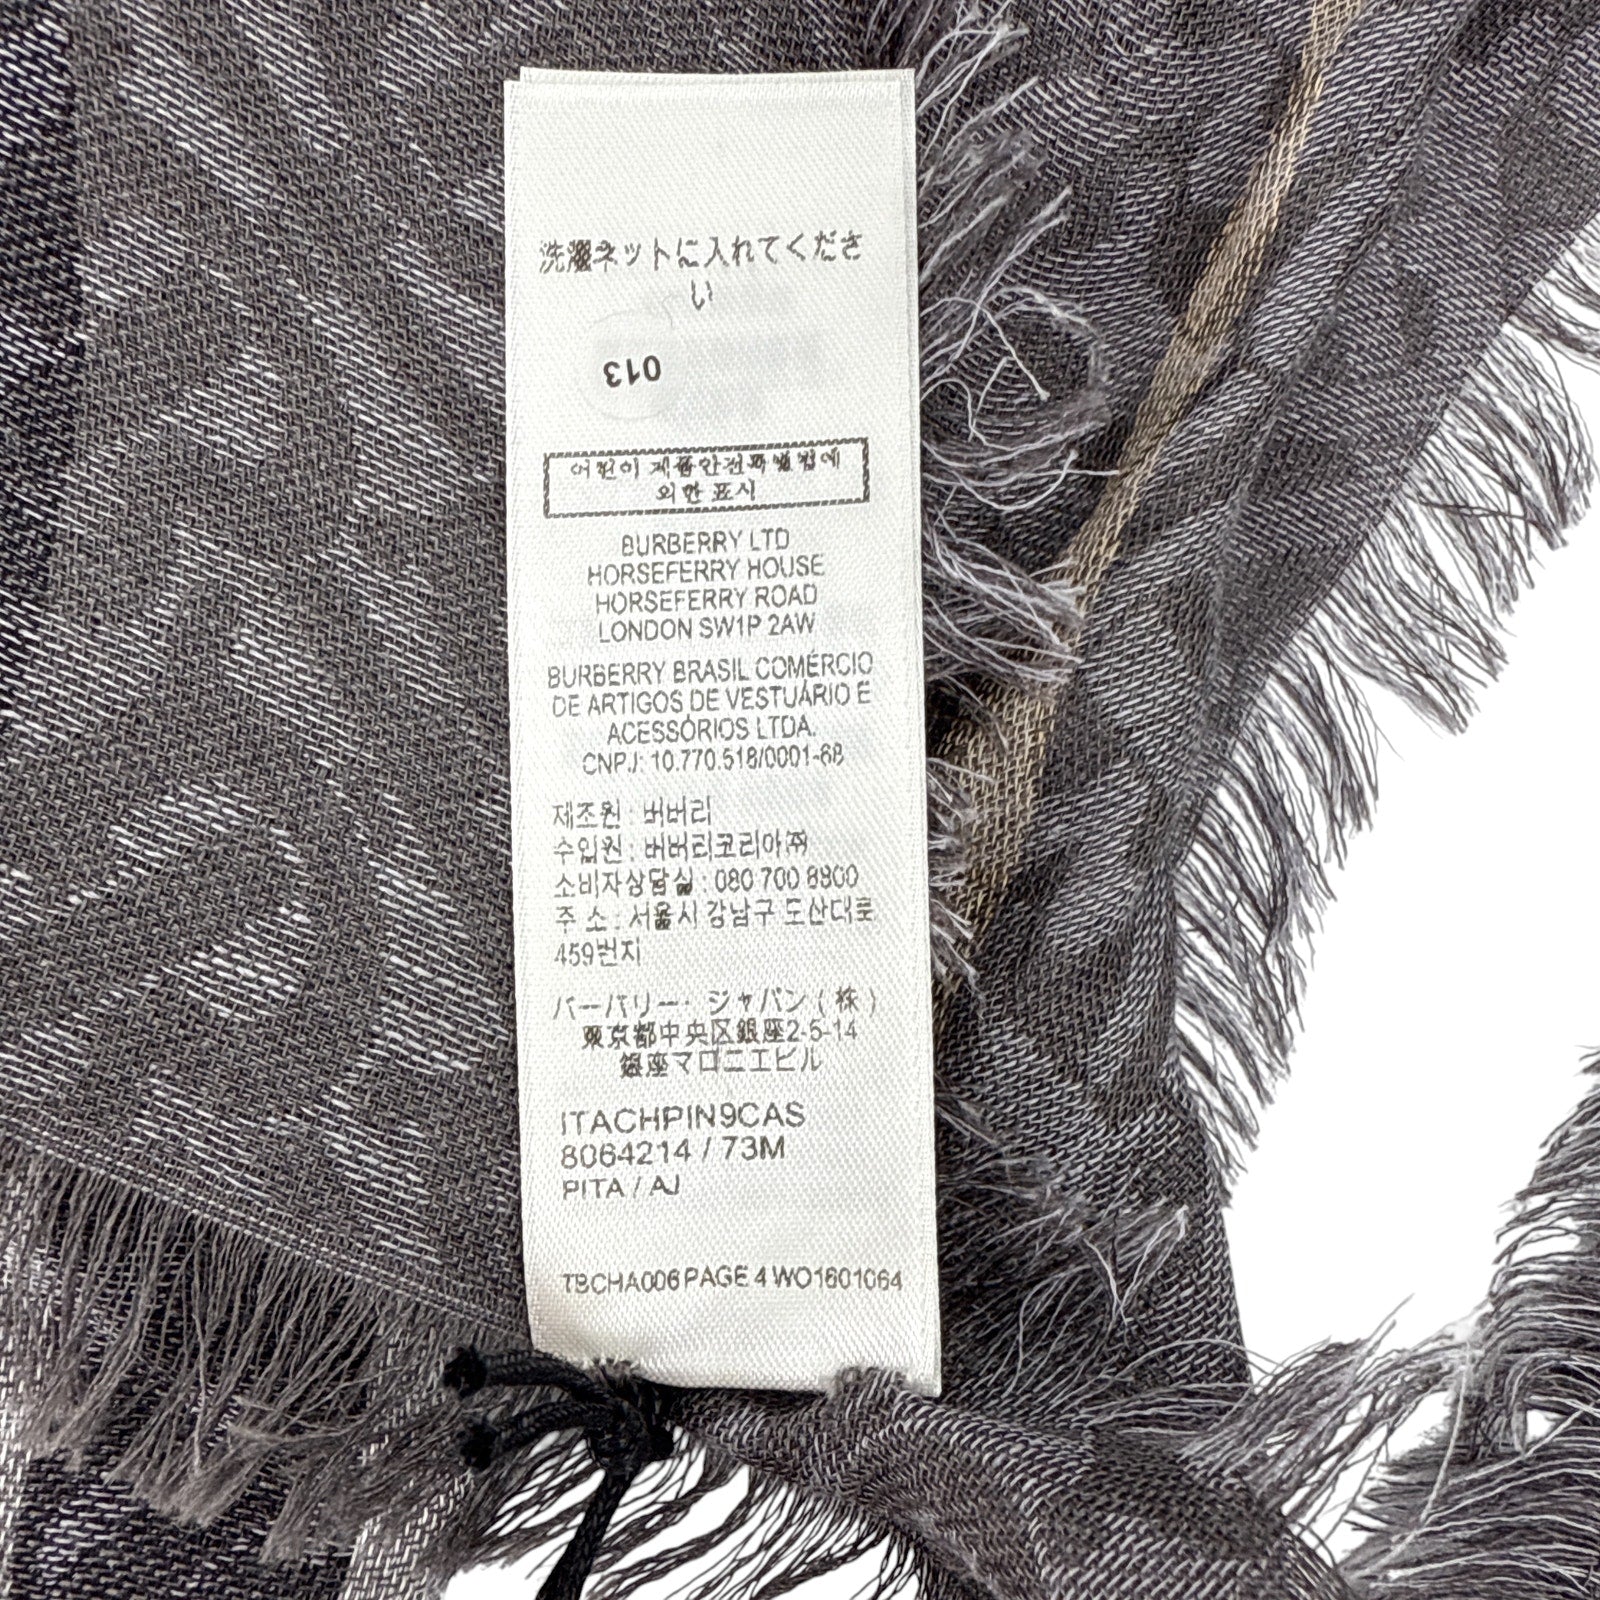 洗濯ネットに入れてくださ
い
013
어린이 제품안전특별법에
의한 표시
BURBERRY LTD
HORSEFERRY HOUSE
HORSEFERRY ROAD
LONDON SW1P 2AW
BURBERRY BRASIL COMÉRCIO
DE ARTIGOS DE VESTUÁRIO E
ACESSÓRIOS LTDA.
CNPJ: 10.770.518/0001-68
제조원 : 버버리
수입원 : 버버리코리아㈜
소비자상담실 : 080 700 8800
주 소 : 서울시 강남구 도산대로
459번지
バーバリー・ジャパン ( 株 )
東京都中央区銀座2-5-14
銀座マロニエビル
ITACHPIN9CAS
8064214 / 73M
PITA / AJ
TBCHA006 PAGE 4 WO1601064